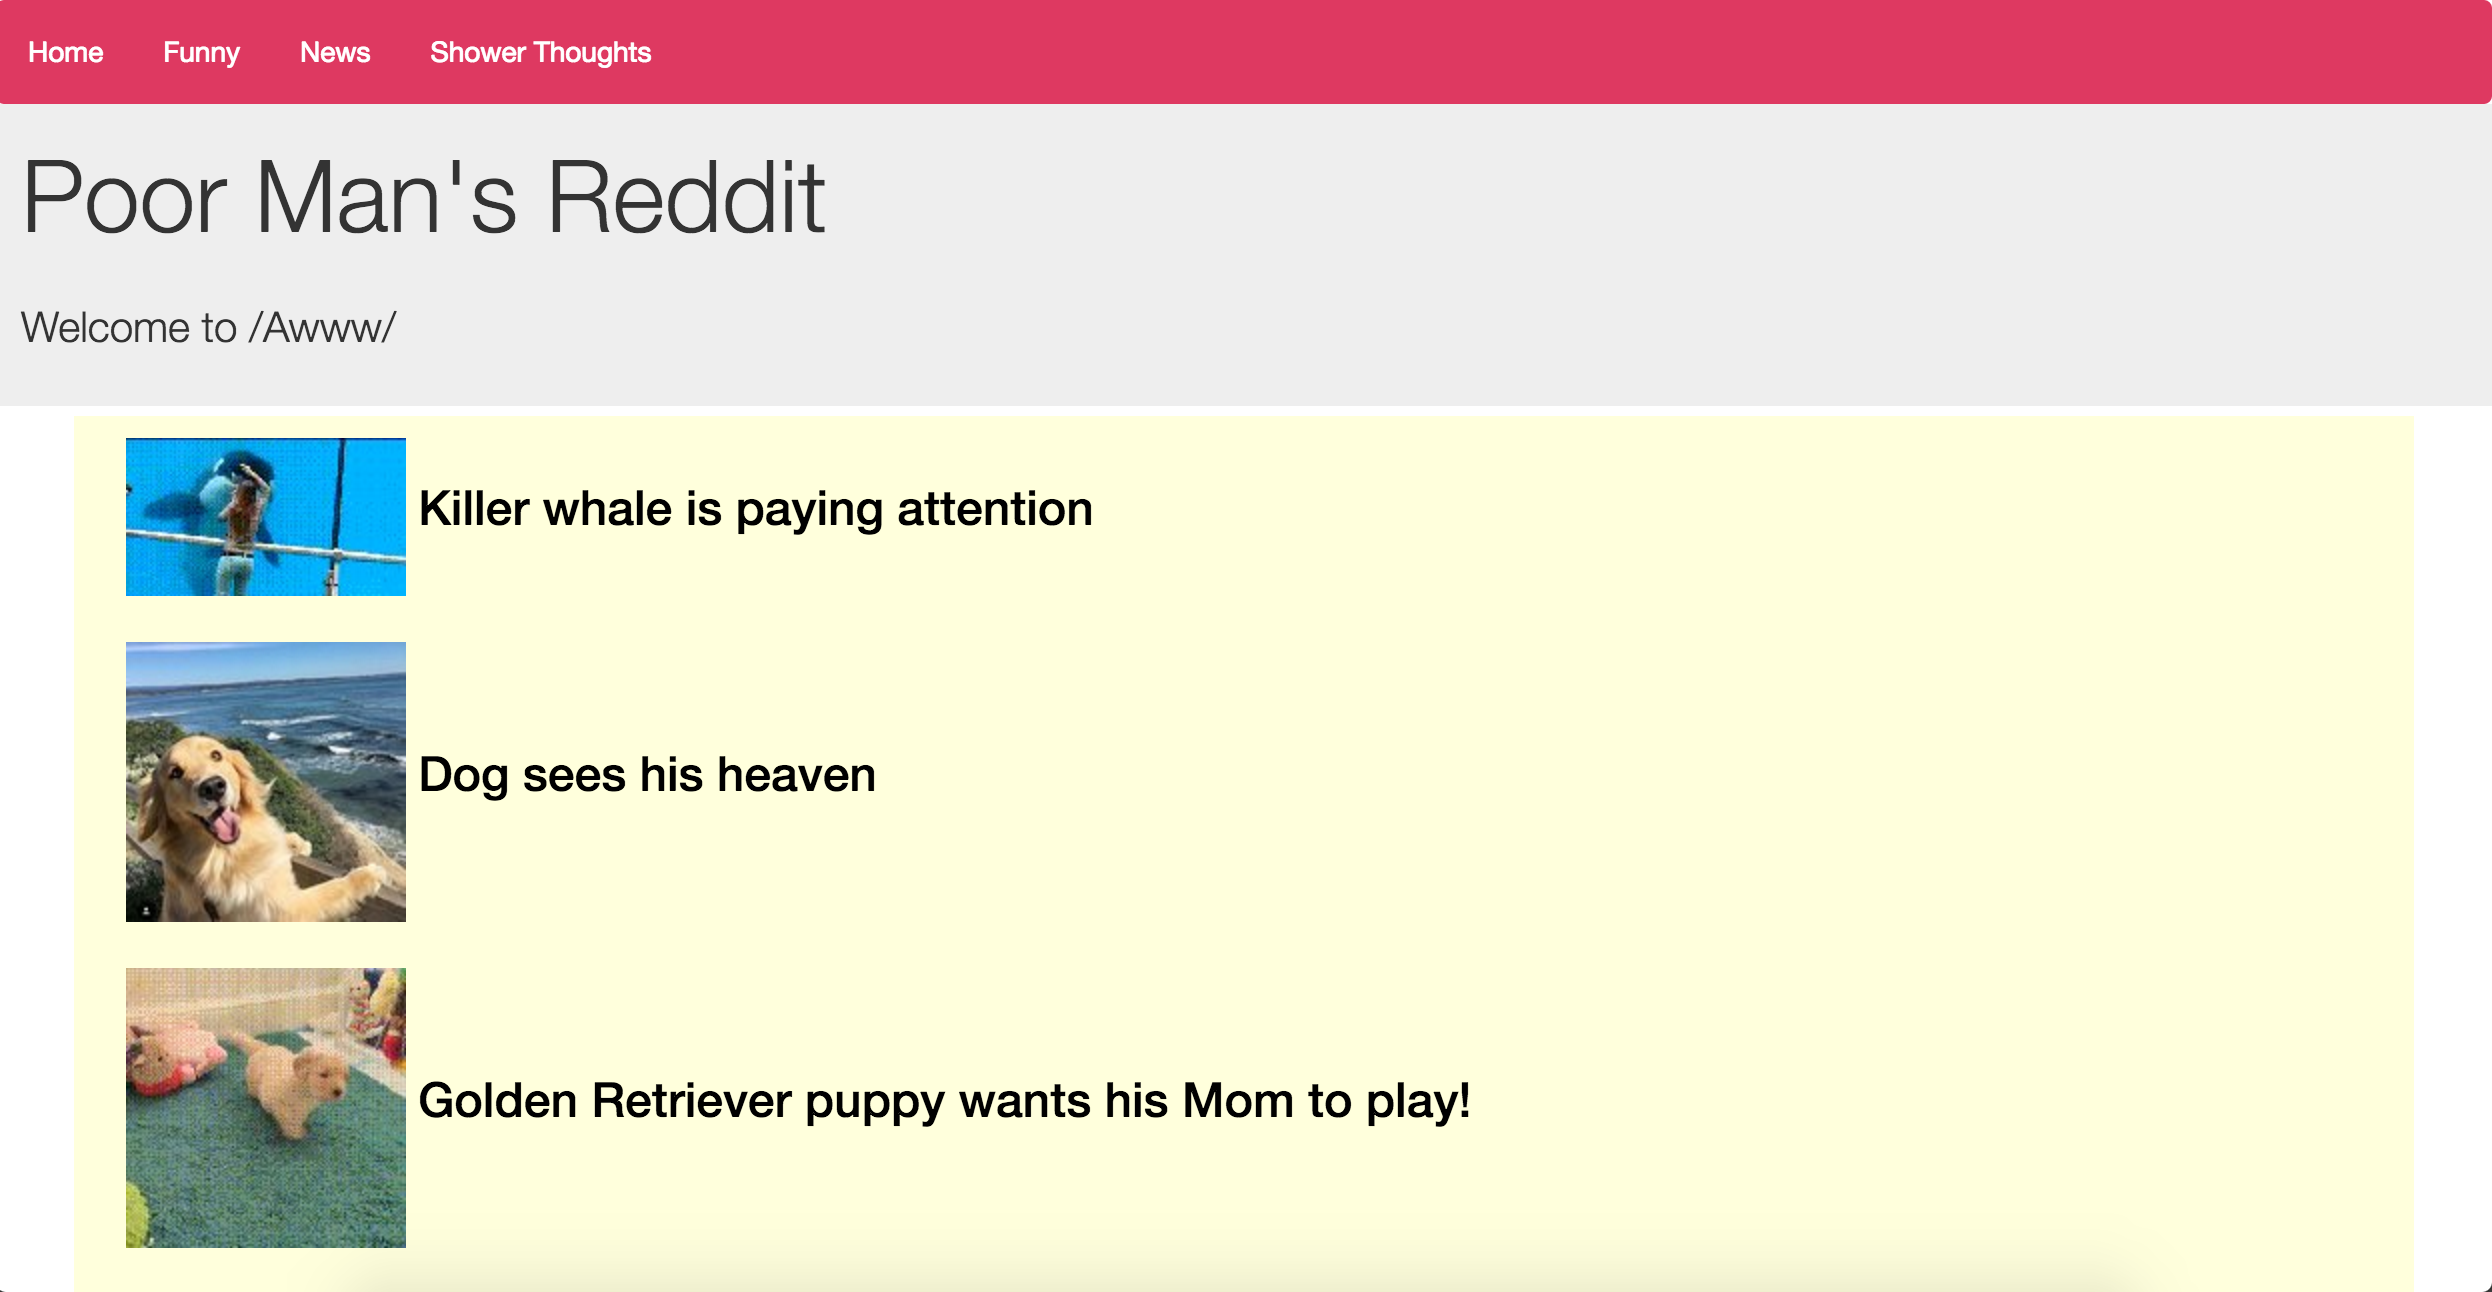 Home Funny News Shower Thoughts
Poor Man's Reddit
Welcome to /Awww/
Killer whale is paying attention
Dog sees his heaven
Golden Retriever puppy wants his Mom to play!